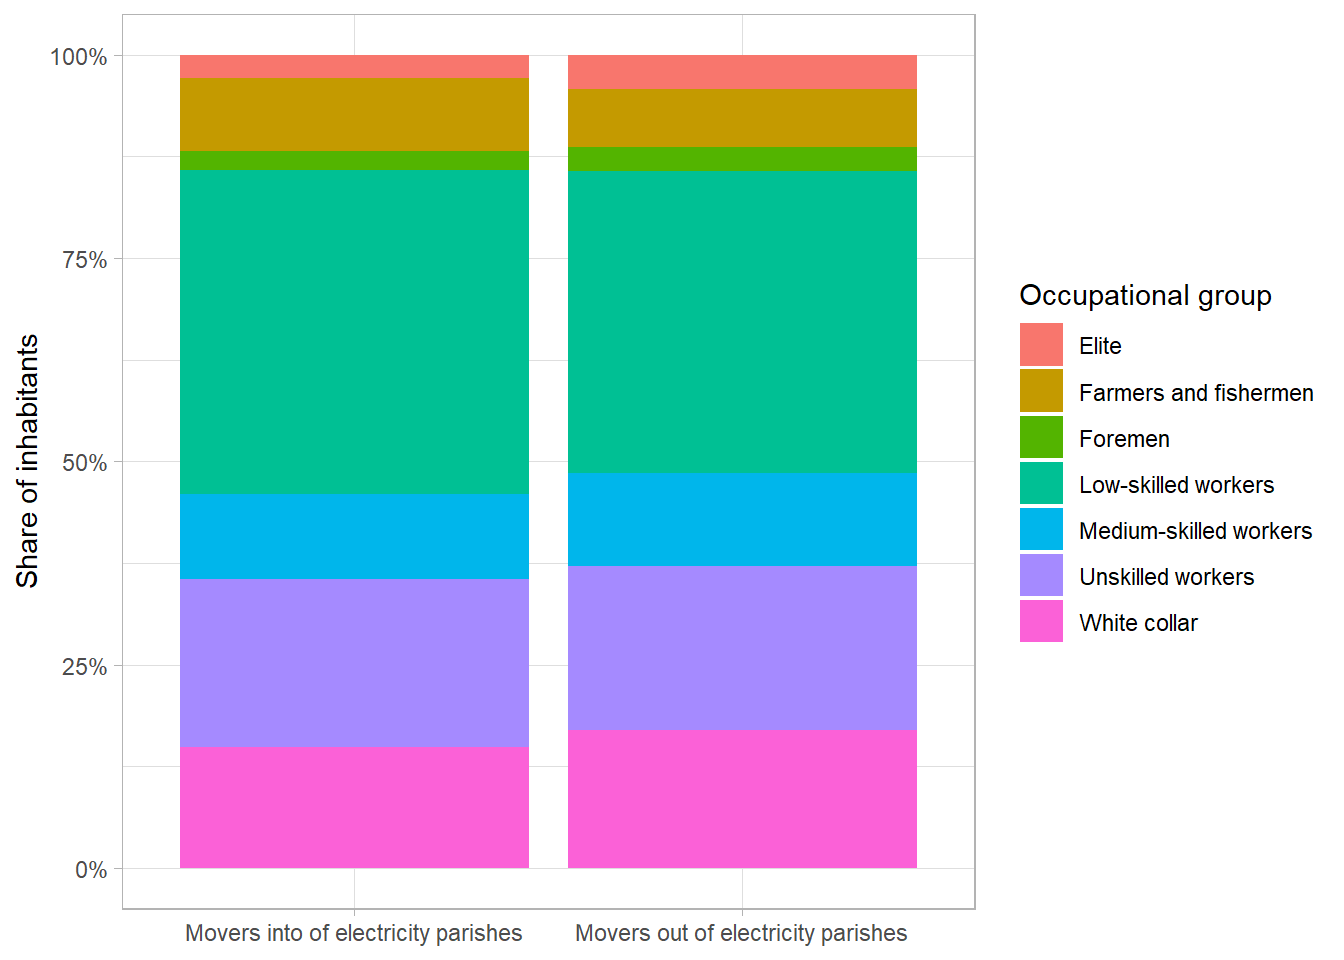 100%
75%
50%
25%
0%
Share of inhabitants
Movers into of electricity parishes
Movers out of electricity parishes
Occupational group
Elite
Farmers and fishermen
Foremen
Low-skilled workers
Medium-skilled workers
Unskilled workers
White collar